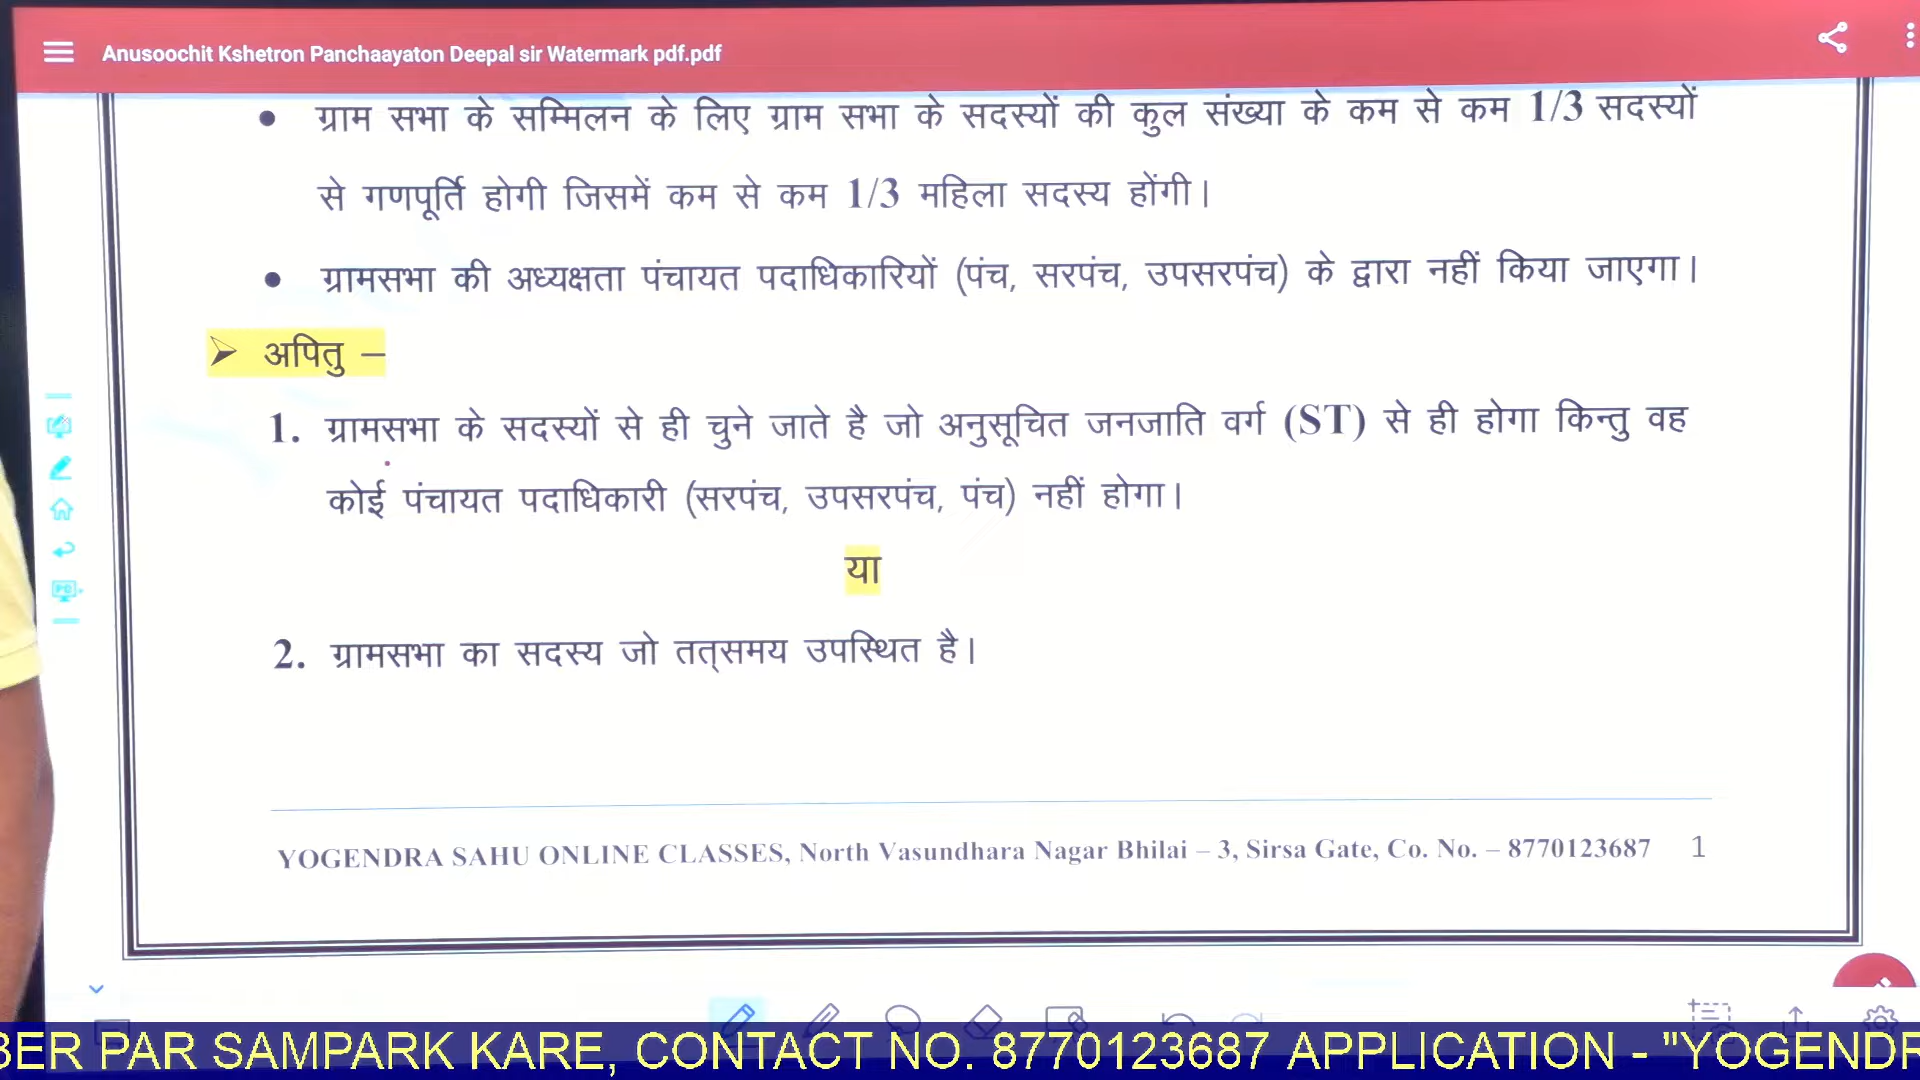 Anusoochit Kshetron Panchaayaton Deepal sir Watermark pdf.pdf
• ग्राम सभा के सम्मिलन के लिए ग्राम सभा के सदस्यों की कुल संख्या के कम से कम 1/3 सदस्यों
से गणपूर्ति होगी जिसमें कम से कम 1/3 महिला सदस्य होंगी।
• ग्रामसभा की अध्यक्षता पंचायत पदाधिकारियों (पंच, सरपंच, उपसरपंच) के द्वारा नहीं किया जाएगा।
➢ अपितु –
1. ग्रामसभा के सदस्यों से ही चुने जाते है जो अनुसूचित जनजाति वर्ग (ST) से ही होगा किन्तु वह
कोई पंचायत पदाधिकारी (सरपंच, उपसरपंच, पंच) नहीं होगा।
या
2. ग्रामसभा का सदस्य जो तत्समय उपस्थित है।
YOGENDRA SAHU ONLINE CLASSES, North Vasundhara Nagar Bhilai – 3, Sirsa Gate, Co. No. – 8770123687 1
BER PAR SAMPARK KARE, CONTACT NO. 8770123687 APPLICATION - "YOGENDR